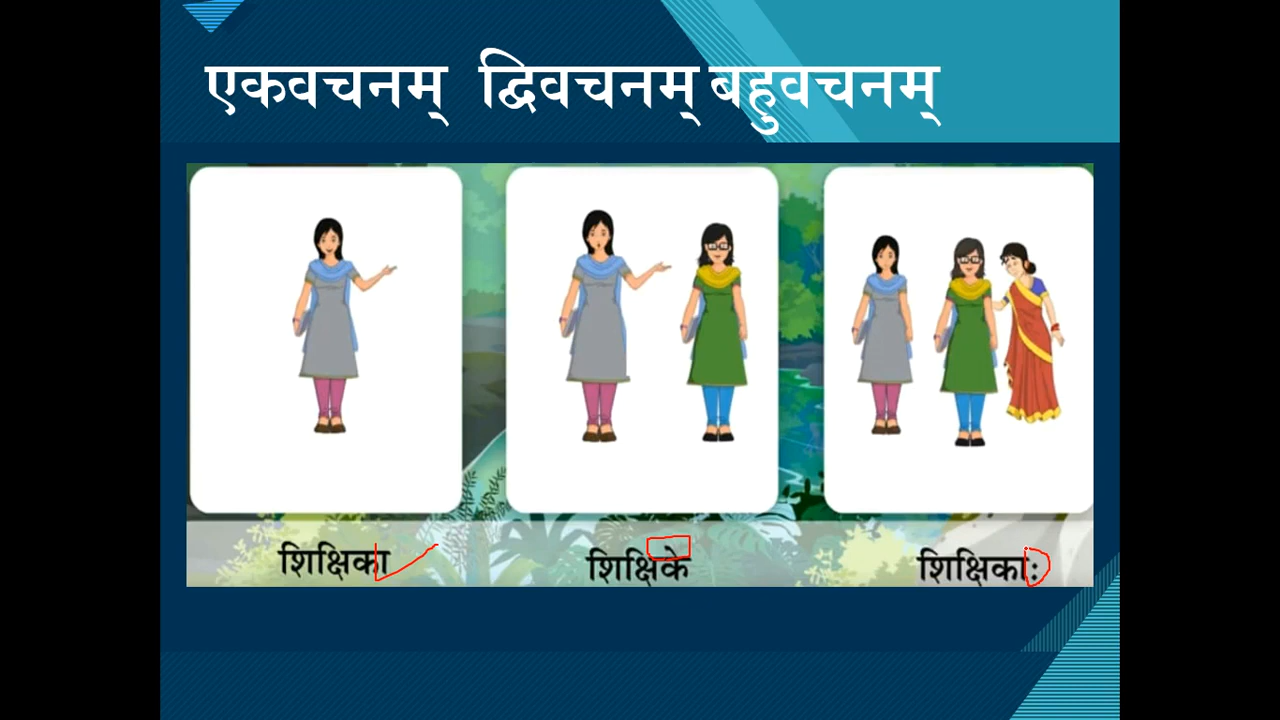 एकवचनम् द्विवचनम् बहुवचनम्
शिक्षिका शिक्षिके शिक्षिकाः